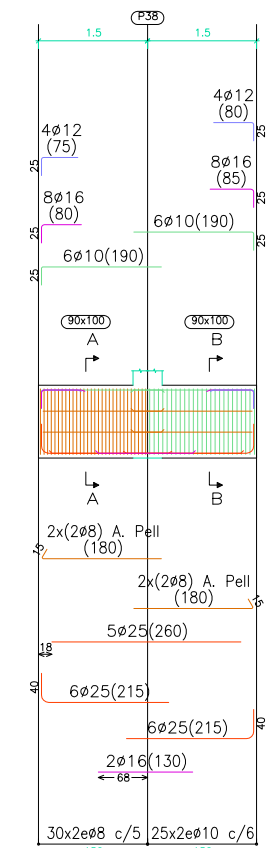 P38
1.5 1.5
4ø12
(80)
25
4ø12
(75)
25
8ø16
(85)
25
8ø16
(80)
25
6ø10(190)
25
6ø10(190)
25
90x100 90x100
A B
A B
2x(2ø8) A. Pell
(180)
15
2x(2ø8) A. Pell
(180)
15
5ø25(260)
18
6ø25(215)
40
6ø25(215)
40
2ø16(130)
68
30x2eø8 c/5 25x2eø10 c/6